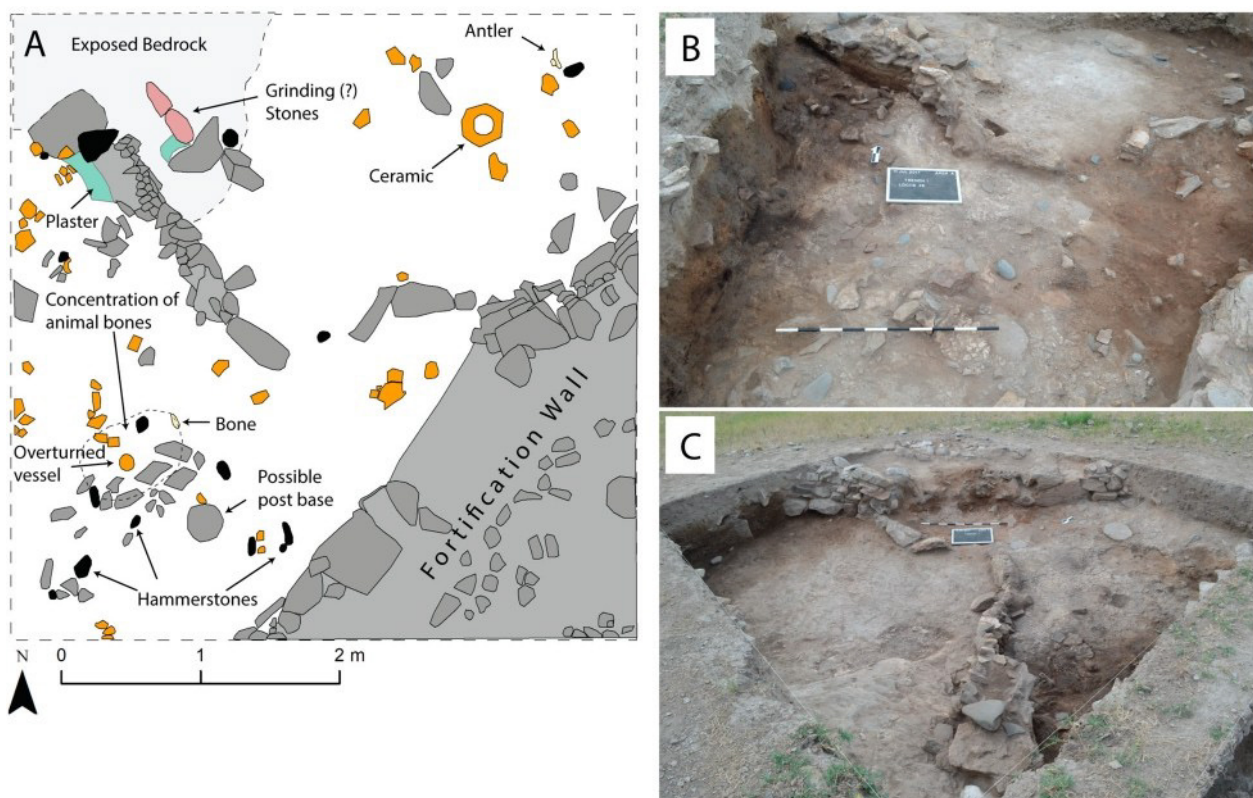 A
Exposed Bedrock
Antler
Grinding (?)
Stones
Ceramic
Plaster
Concentration of
animal bones
Bone
Overturned
vessel
Possible
post base
Hammerstones
Fortification Wall
N
0 1 2 m
B
C